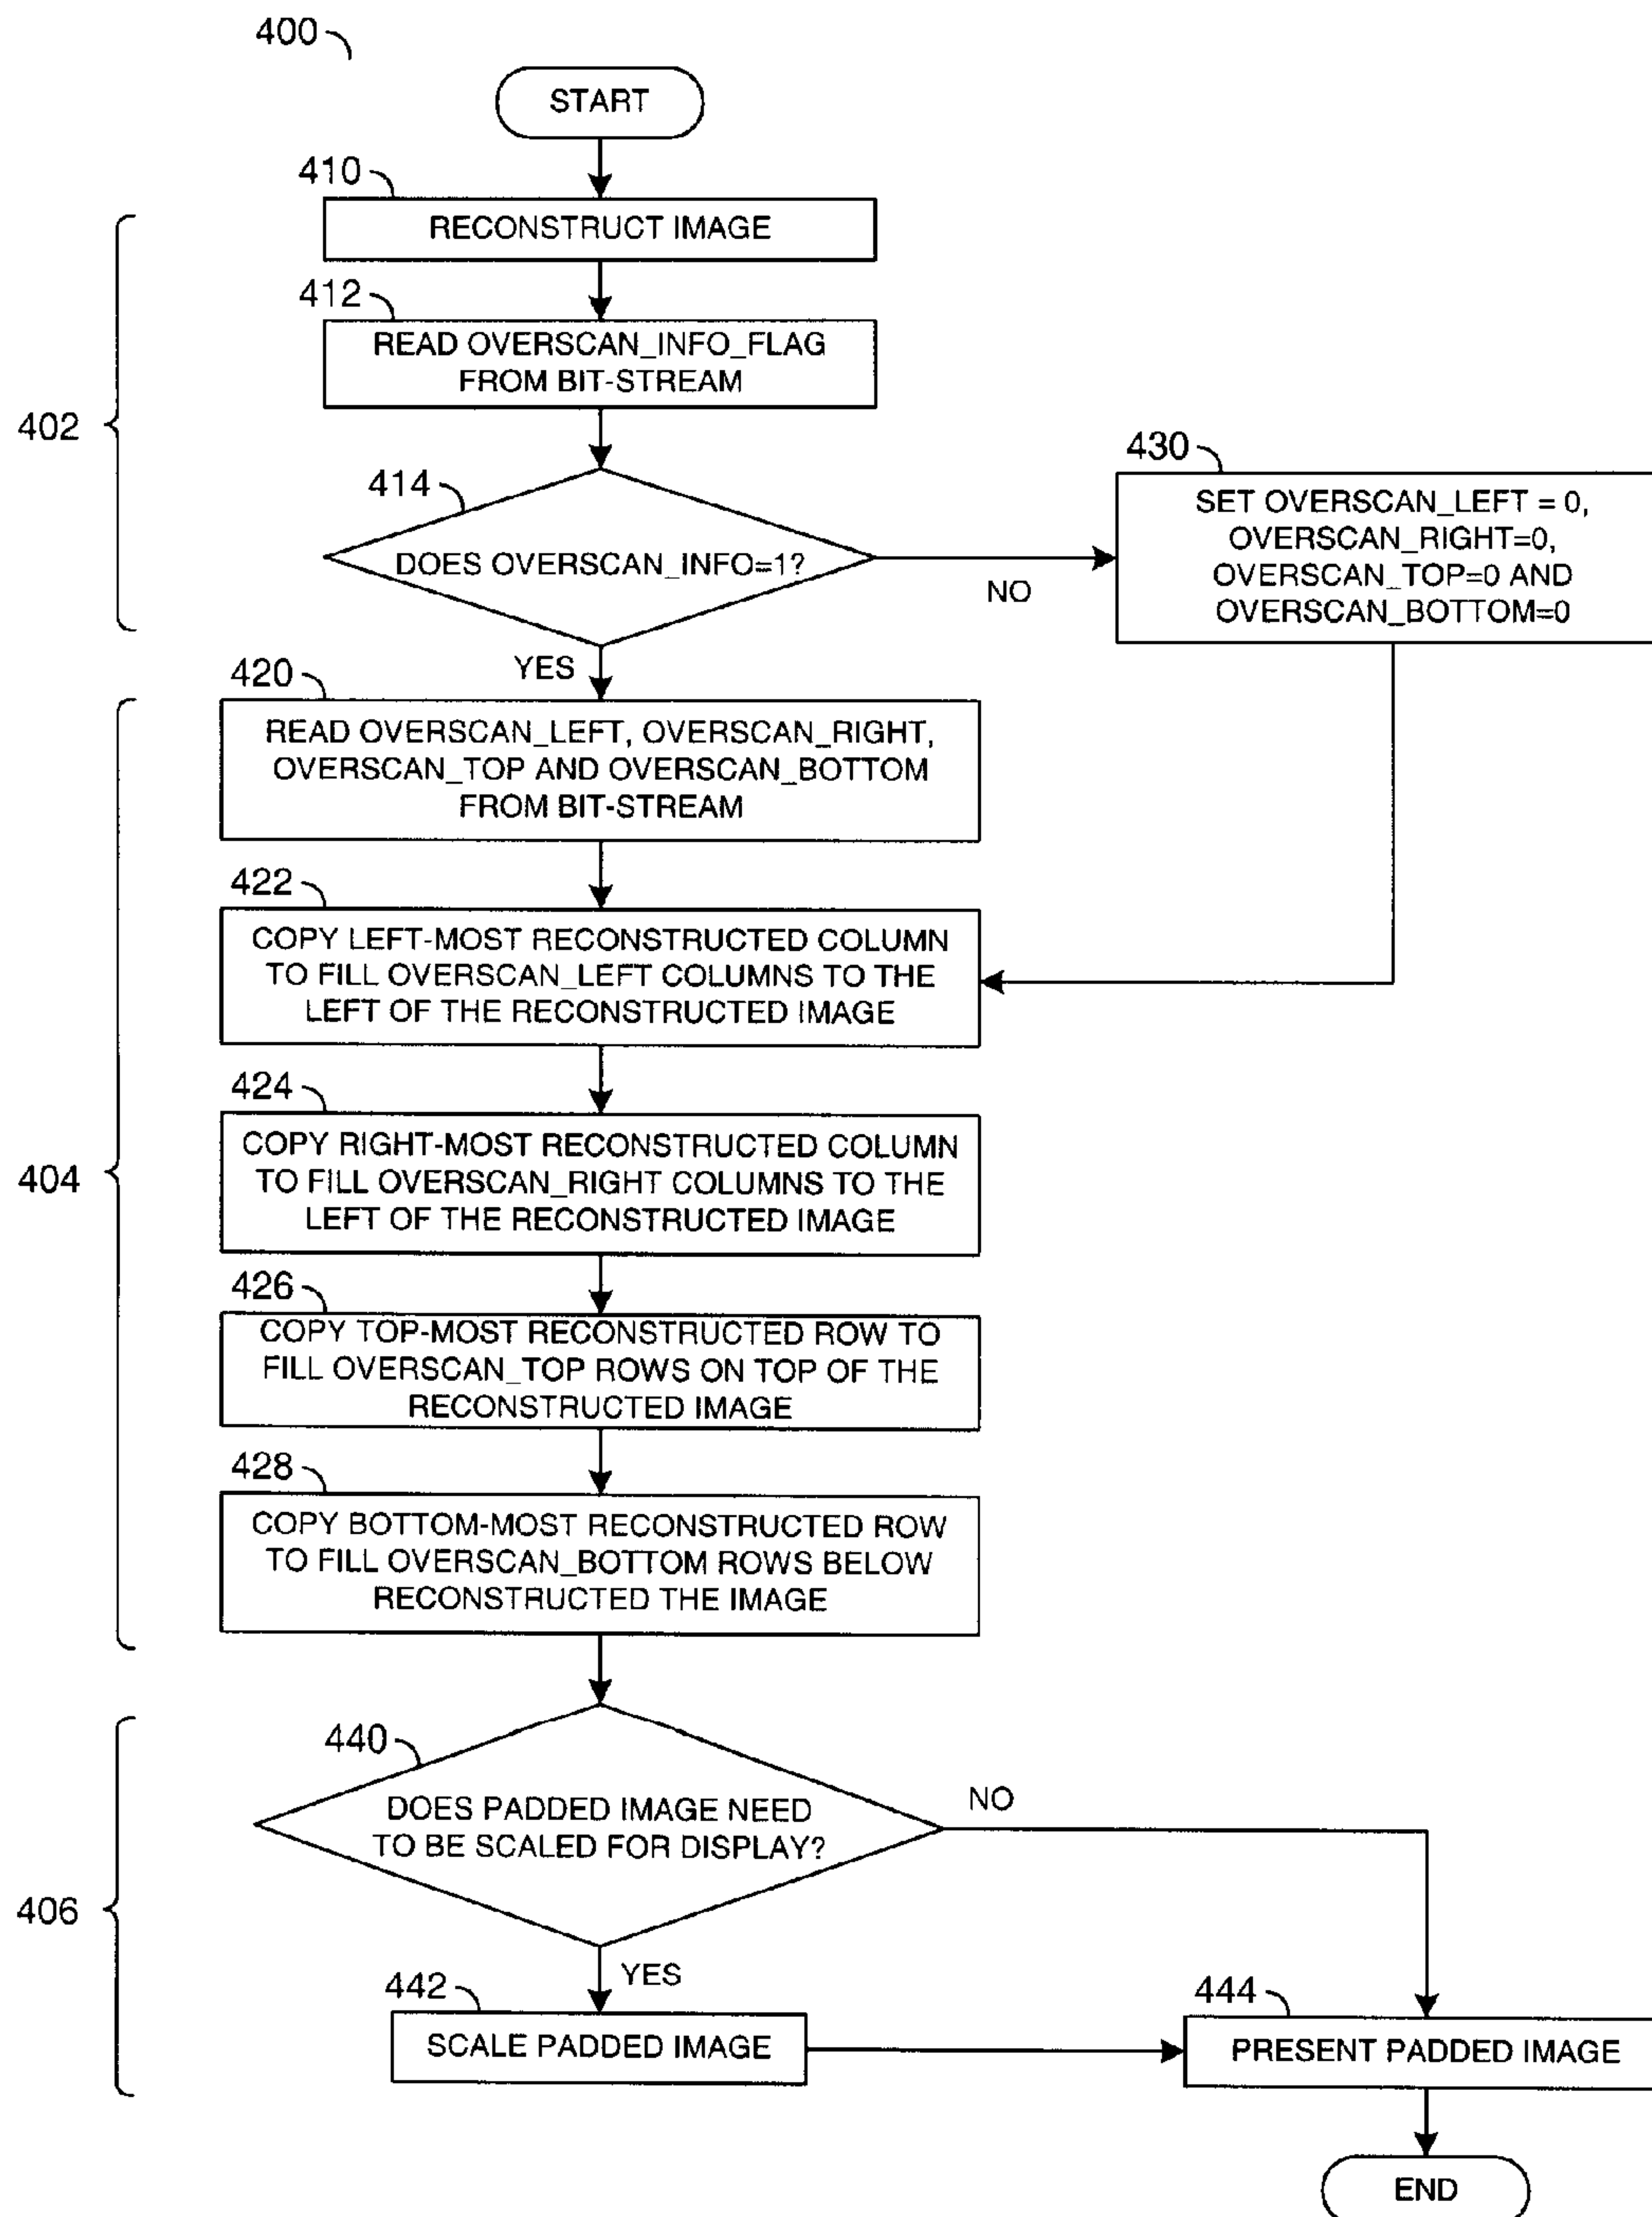 400
START
410
RECONSTRUCT IMAGE
412
READ OVERSCAN_INFO_FLAG
FROM BIT-STREAM
402
414
DOES OVERSCAN_INFO=1?
NO
430
SET OVERSCAN_LEFT = 0,
OVERSCAN_RIGHT=0,
OVERSCAN_TOP=0 AND
OVERSCAN_BOTTOM=0
YES
420
READ OVERSCAN_LEFT, OVERSCAN_RIGHT,
OVERSCAN_TOP AND OVERSCAN_BOTTOM
FROM BIT-STREAM
422
COPY LEFT-MOST RECONSTRUCTED COLUMN
TO FILL OVERSCAN_LEFT COLUMNS TO THE
LEFT OF THE RECONSTRUCTED IMAGE
404
424
COPY RIGHT-MOST RECONSTRUCTED COLUMN
TO FILL OVERSCAN_RIGHT COLUMNS TO THE
LEFT OF THE RECONSTRUCTED IMAGE
426
COPY TOP-MOST RECONSTRUCTED ROW TO
FILL OVERSCAN_TOP ROWS ON TOP OF THE
RECONSTRUCTED IMAGE
428
COPY BOTTOM-MOST RECONSTRUCTED ROW
TO FILL OVERSCAN_BOTTOM ROWS BELOW
RECONSTRUCTED THE IMAGE
406
440
DOES PADDED IMAGE NEED
TO BE SCALED FOR DISPLAY?
NO
YES
442
SCALE PADDED IMAGE
444
PRESENT PADDED IMAGE
END